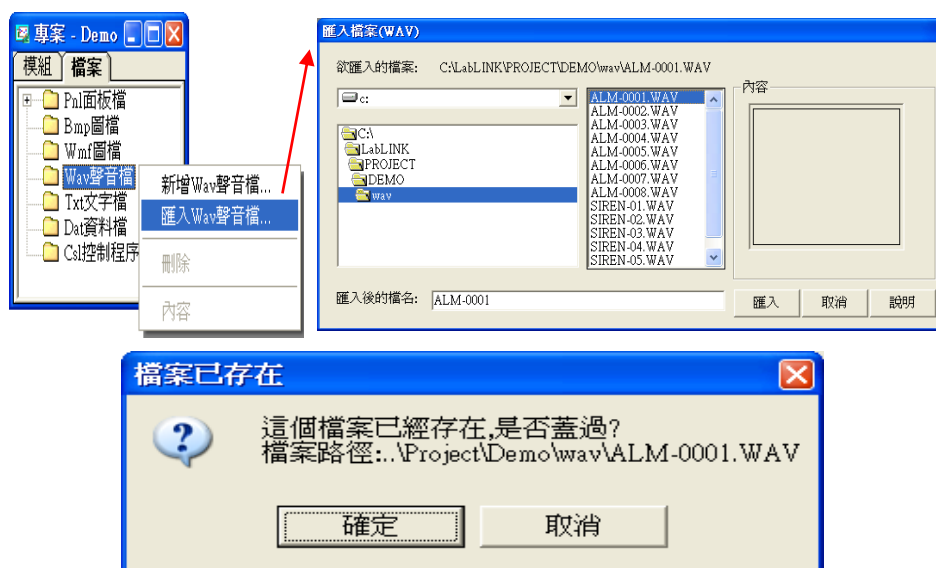 專案 - Demo
模組 檔案
Pnl面板檔
Bmp圖檔
Wmf圖檔
Wav聲音檔
Txt文字檔
Dat資料檔
Csl控制程序
新增Wav聲音檔...
匯入Wav聲音檔...
刪除
內容
匯入檔案(WAV)
欲匯入的檔案: C:\LabLINK\PROJECT\DEMO\wav\ALM-0001.WAV
c:
C:\
LabLINK
PROJECT
DEMO
wav
ALM-0001.WAV
ALM-0002.WAV
ALM-0003.WAV
ALM-0004.WAV
ALM-0005.WAV
ALM-0006.WAV
ALM-0007.WAV
ALM-0008.WAV
SIREN-01.WAV
SIREN-02.WAV
SIREN-03.WAV
SIREN-04.WAV
SIREN-05.WAV
內容
匯入後的檔名: ALM-0001
匯入 取消 說明
檔案已存在
這個檔案已經存在,是否蓋過?
檔案路徑:..\Project\Demo\wav\ALM-0001.WAV
確定 取消